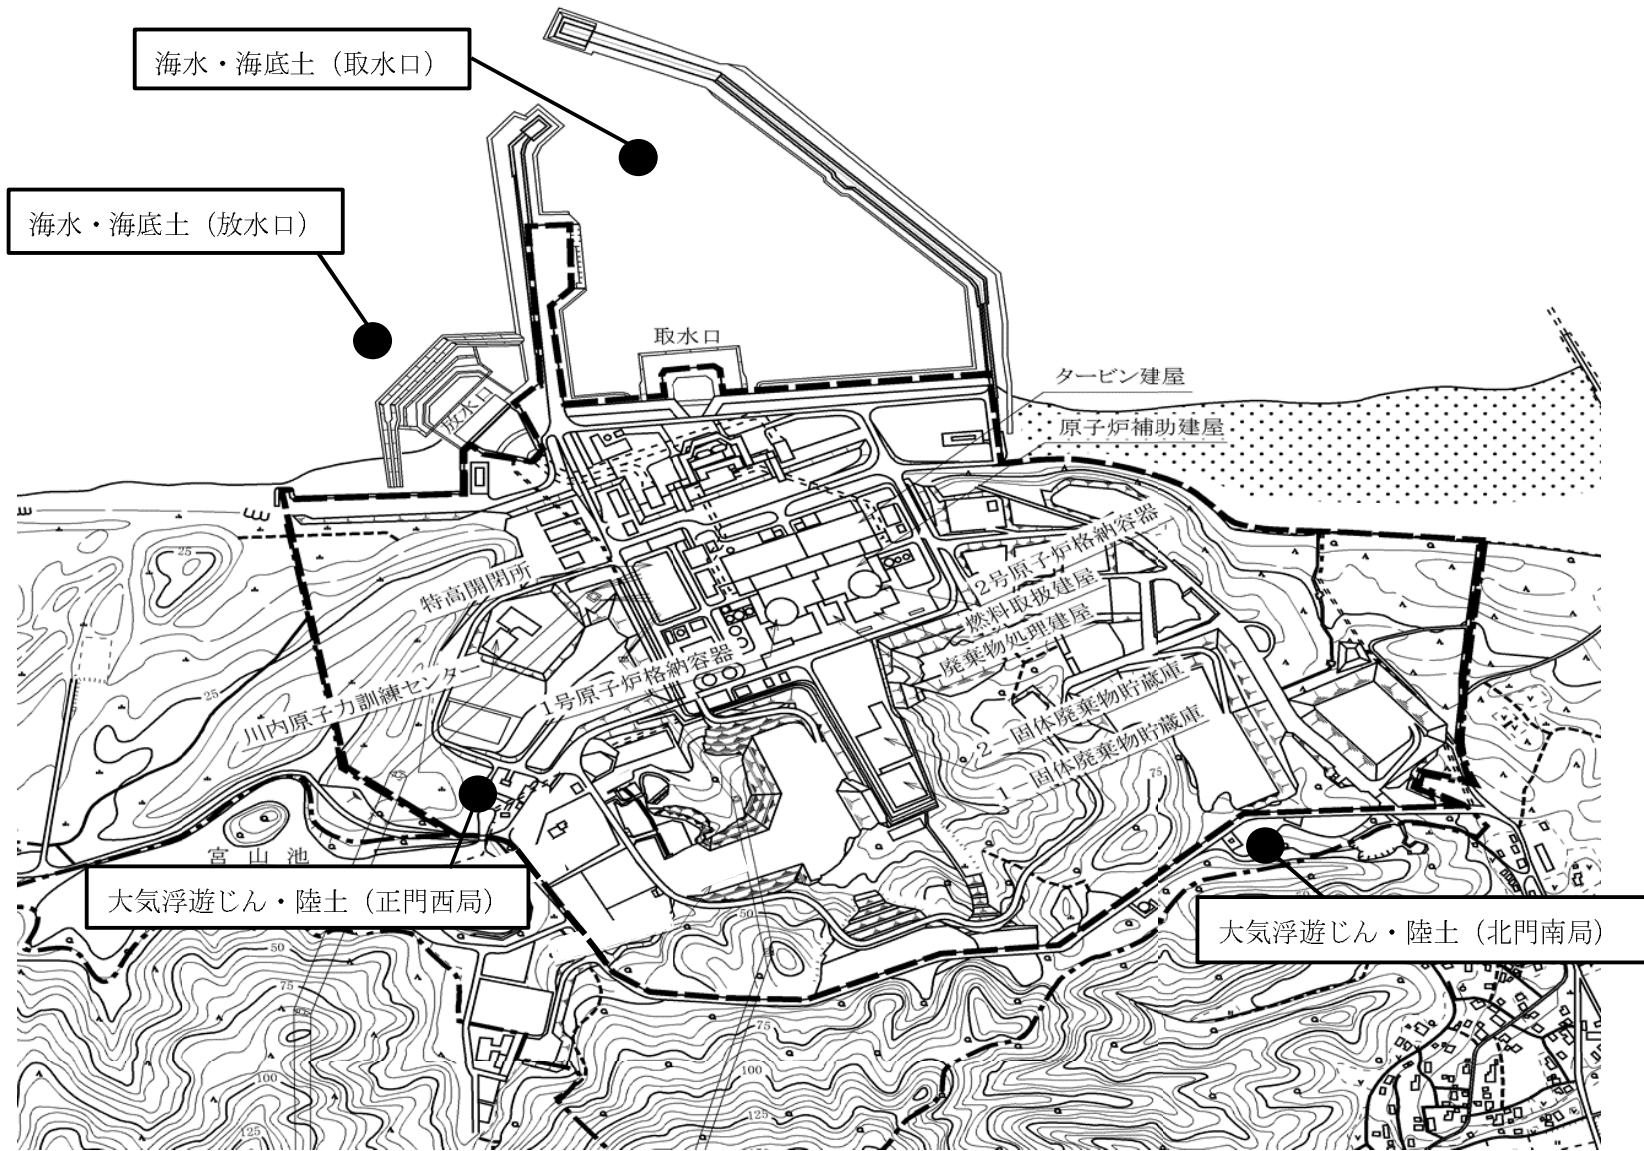 海水・海底土（取水口）
海水・海底土（放水口）
取水口
タービン建屋
放水口
原子炉補助建屋
25
2号原子炉格納容器
特高開閉所
燃料取扱建屋
廃棄物処理建屋
川内原子力訓練センター
1号原子炉格納容器
25
2－固体廃棄物貯蔵庫
1－固体廃棄物貯蔵庫
75
宮山池
大気浮遊じん・陸土（正門西局）
大気浮遊じん・陸土（北門南局）
50
50
75
75
100
100
125
125